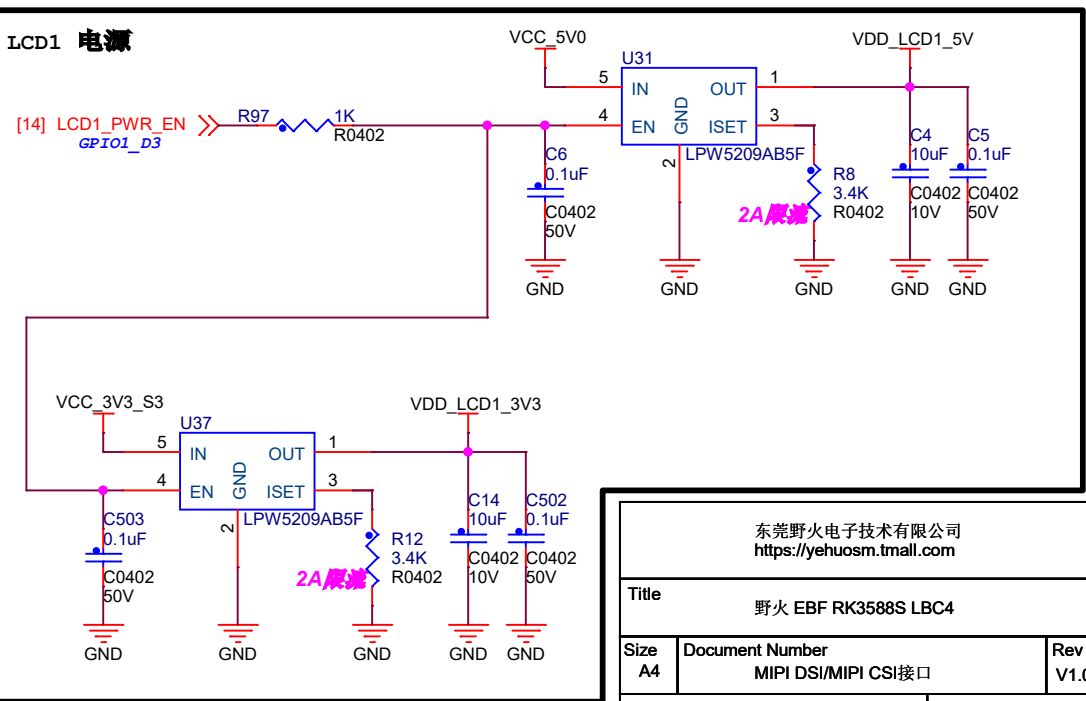 LCD1 电源
[14] LCD1_PWR_EN
GPIO1_D3
R97
1K
R0402
VCC_5V0
U31
5
IN
OUT
1
4
EN
GND
ISET
3
2
LPW5209AB5F
VDD_LCD1_5V
C6
0.1uF
C0402
50V
R8
3.4K
R0402
2A限流
C4
10uF
C0402
10V
C5
0.1uF
C0402
50V
GND
GND
GND
GND
GND
VCC_3V3_S3
U37
5
IN
OUT
1
4
EN
GND
ISET
3
2
LPW5209AB5F
VDD_LCD1_3V3
C503
0.1uF
C0402
50V
R12
3.4K
R0402
2A限流
C14
10uF
C0402
10V
C502
0.1uF
C0402
50V
GND
GND
GND
GND
GND
东莞野火电子技术有限公司
https://yehuosm.tmall.com
Title
野火 EBF RK3588S LBC4
Size
A4
Document Number
MIPI DSI/MIPI CSI接口
Rev
V1.0